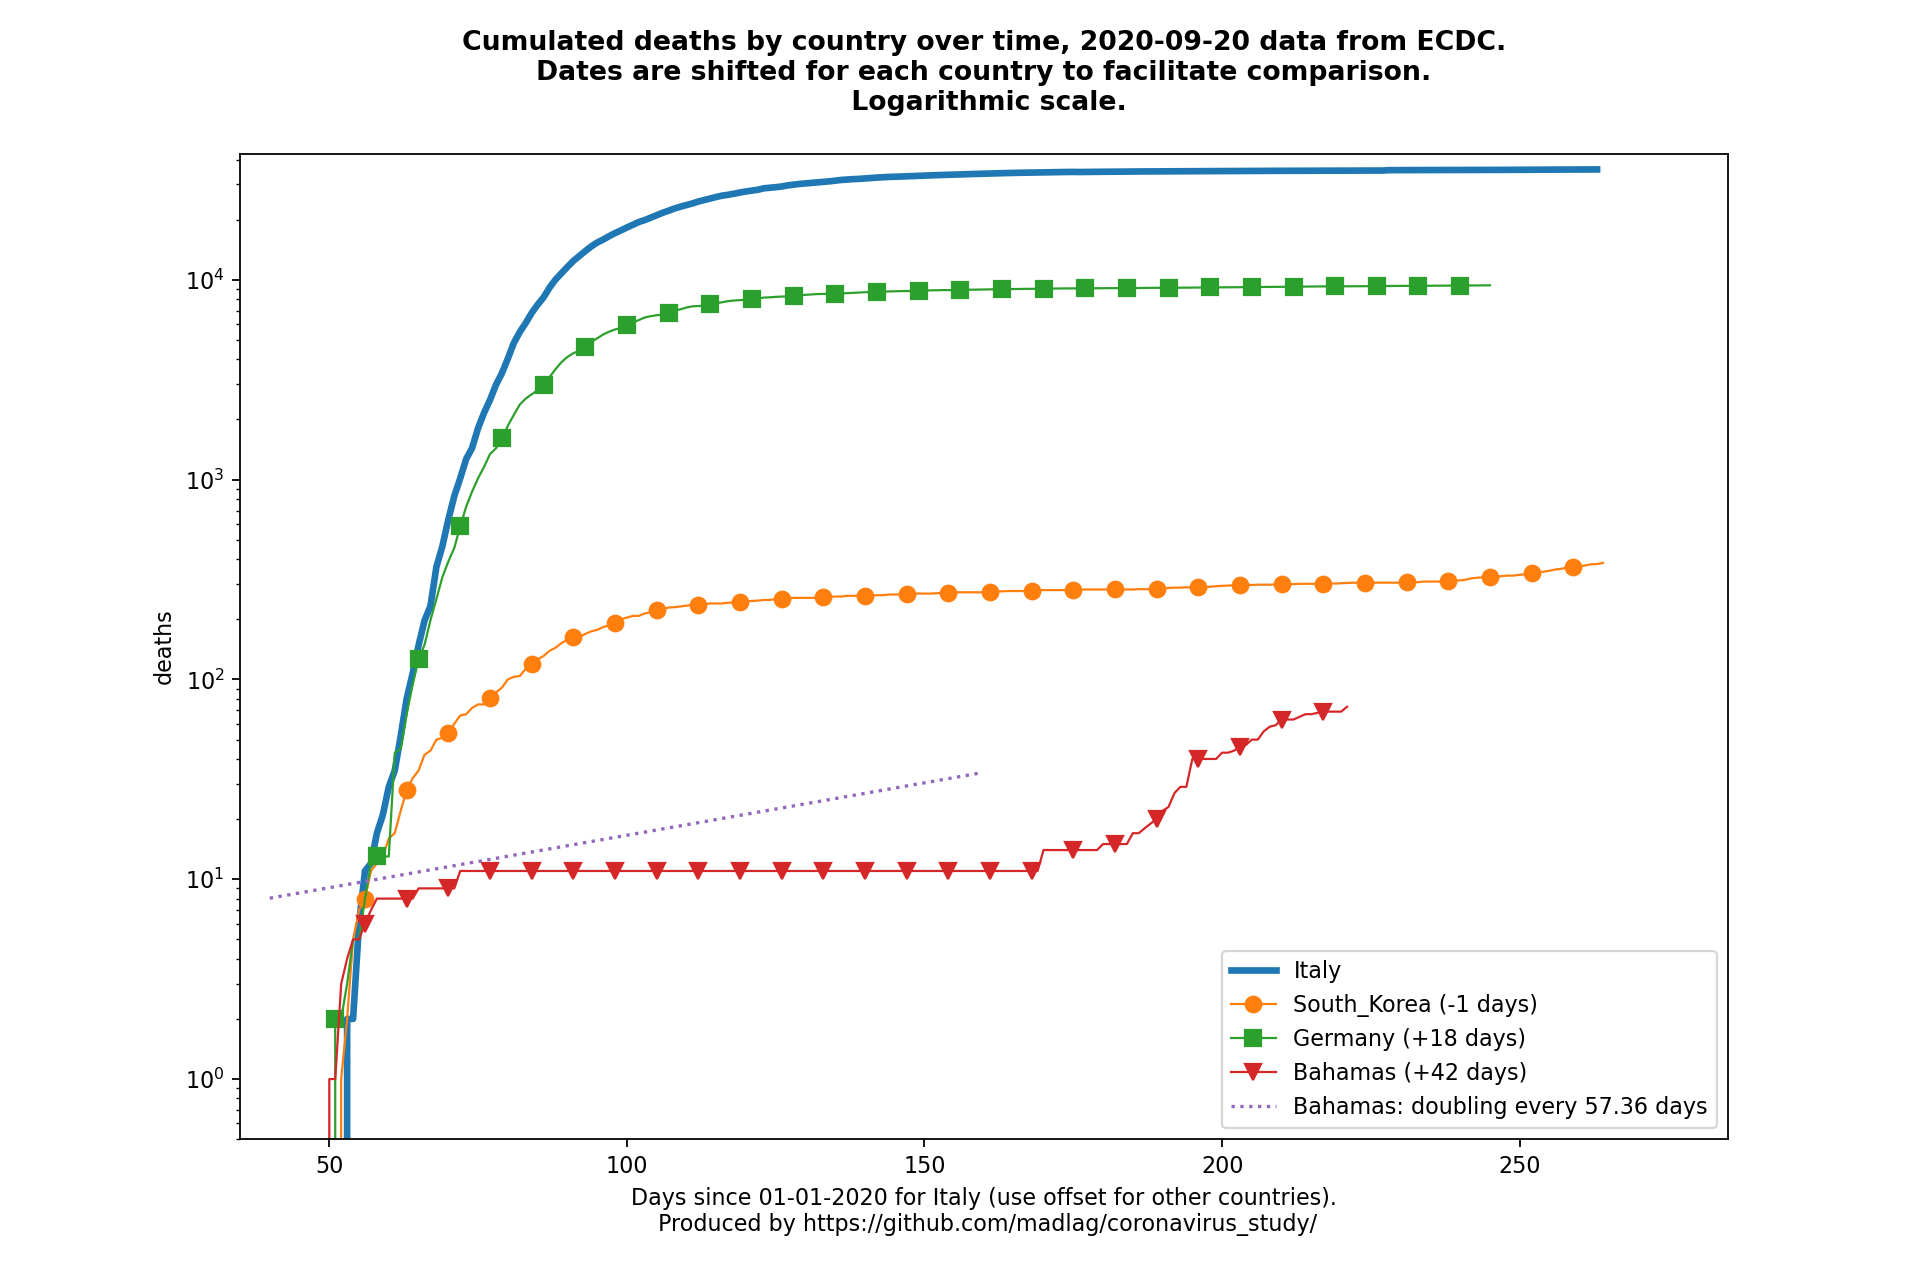 Cumulated deaths by country over time, 2020-09-20 data from ECDC.
Dates are shifted for each country to facilitate comparison.
Logarithmic scale.
10⁴
10³
10²
10¹
10⁰
deaths
Italy
South_Korea (-1 days)
Germany (+18 days)
Bahamas (+42 days)
Bahamas: doubling every 57.36 days
50 100 150 200 250
Days since 01-01-2020 for Italy (use offset for other countries).
Produced by https://github.com/madlag/coronavirus_study/